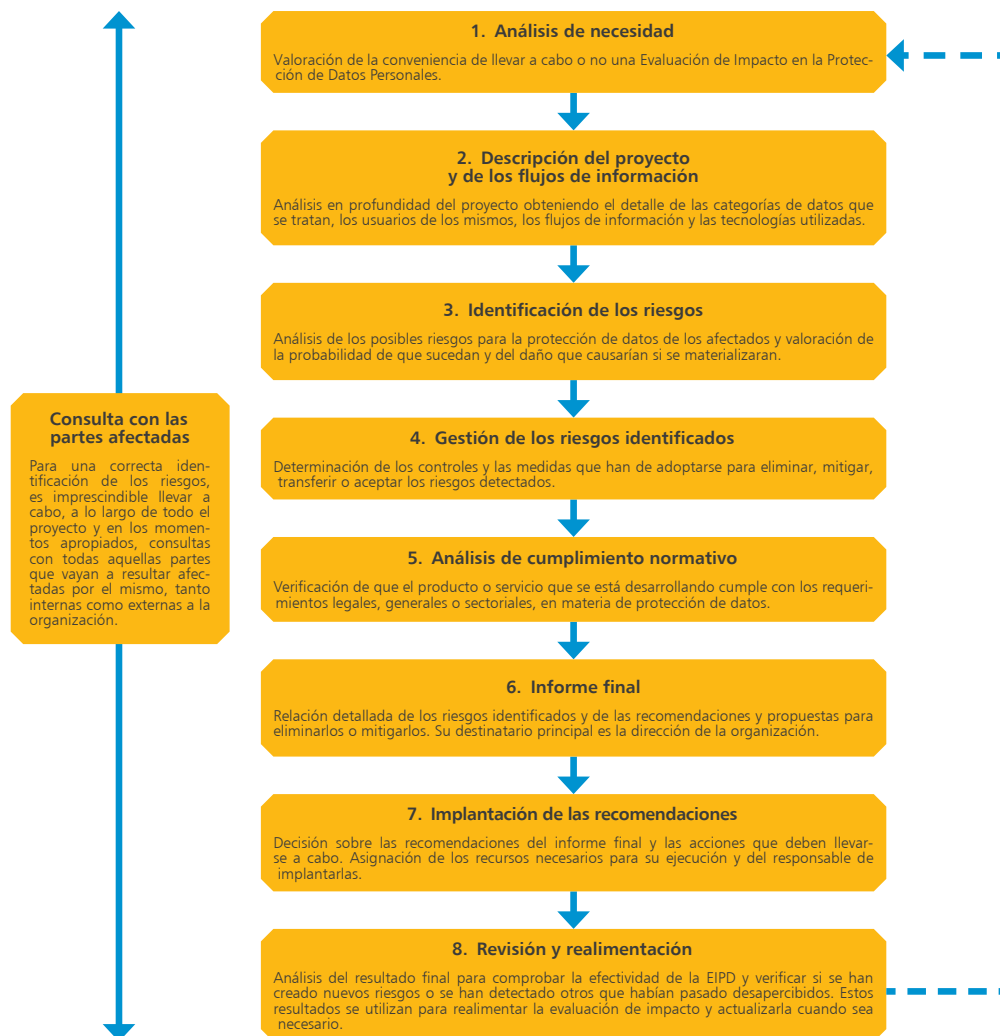 1. Análisis de necesidad
Valoración de la conveniencia de llevar a cabo o no una Evaluación de Impacto en la Protec-
ción de Datos Personales.
2. Descripción del proyecto
y de los flujos de información
Análisis en profundidad del proyecto obteniendo el detalle de las categorías de datos que
se tratan, los usuarios de los mismos, los flujos de información y las tecnologías utilizadas.
3. Identificación de los riesgos
Análisis de los posibles riesgos para la protección de datos de los afectados y valoración de
la probabilidad de que sucedan y del daño que causarían si se materializaran.
Consulta con las
partes afectadas
Para una correcta iden-
tificación de los riesgos,
es imprescindible llevar a
cabo, a lo largo de todo el
proyecto y en los momen-
tos apropiados, consultas
con todas aquellas partes
que vayan a resultar afec-
tadas por el mismo, tanto
internas como externas a la
organización.
4. Gestión de los riesgos identificados
Determinación de los controles y las medidas que han de adoptarse para eliminar, mitigar,
transferir o aceptar los riesgos detectados.
5. Análisis de cumplimiento normativo
Verificación de que el producto o servicio que se está desarrollando cumple con los requeri-
mientos legales, generales o sectoriales, en materia de protección de datos.
6. Informe final
Relación detallada de los riesgos identificados y de las recomendaciones y propuestas para
eliminarlos o mitigarlos. Su destinatario principal es la dirección de la organización.
7. Implantación de las recomendaciones
Decisión sobre las recomendaciones del informe final y las acciones que deben llevar-
se a cabo. Asignación de los recursos necesarios para su ejecución y del responsable de
implantarlas.
8. Revisión y realimentación
Análisis del resultado final para comprobar la efectividad de la EIPD y verificar si se han
creado nuevos riesgos o se han detectado otros que habían pasado desapercibidos. Estos
resultados se utilizan para realimentar la evaluación de impacto y actualizarla cuando sea
necesario.